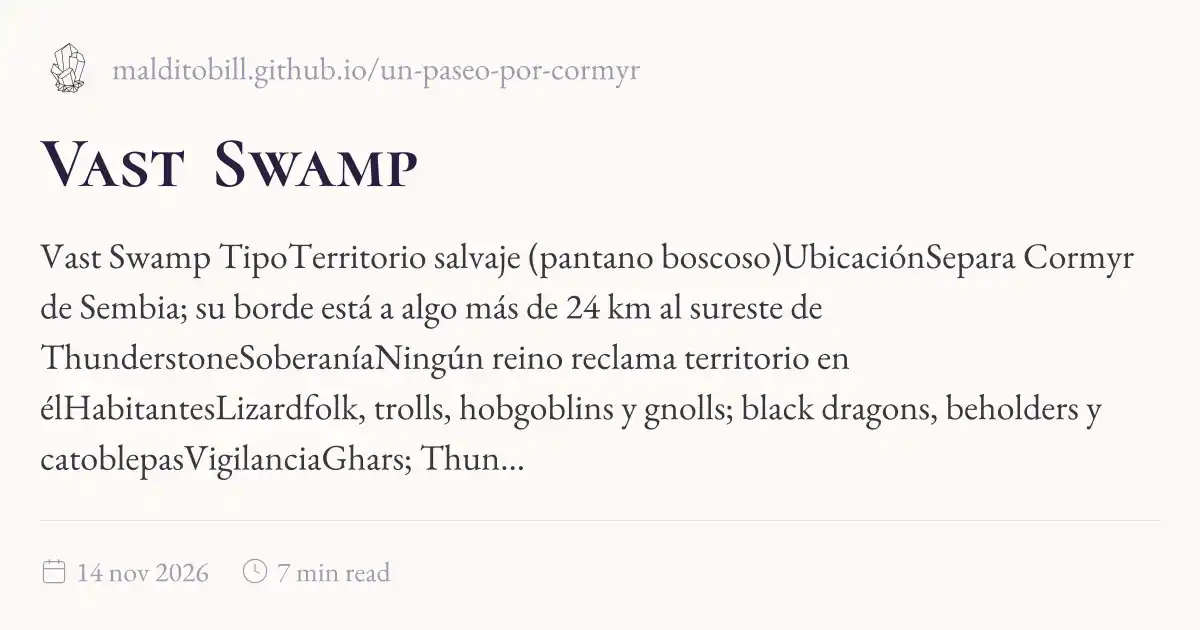 malditobill.github.io/un-paseo-por-cormyr
Vast Swamp
Vast Swamp TipoTerritorio salvaje (pantano boscoso)UbicaciónSepara Cormyr
de Sembia; su borde está a algo más de 24 km al sureste de
ThunderstoneSoberaníaNingún reino reclama territorio en
élHabitantesLizardfolk, trolls, hobgoblins y gnolls; black dragons, beholders y
catoblepasVigilanciaGhars; Thun...
14 nov 2026
7 min read